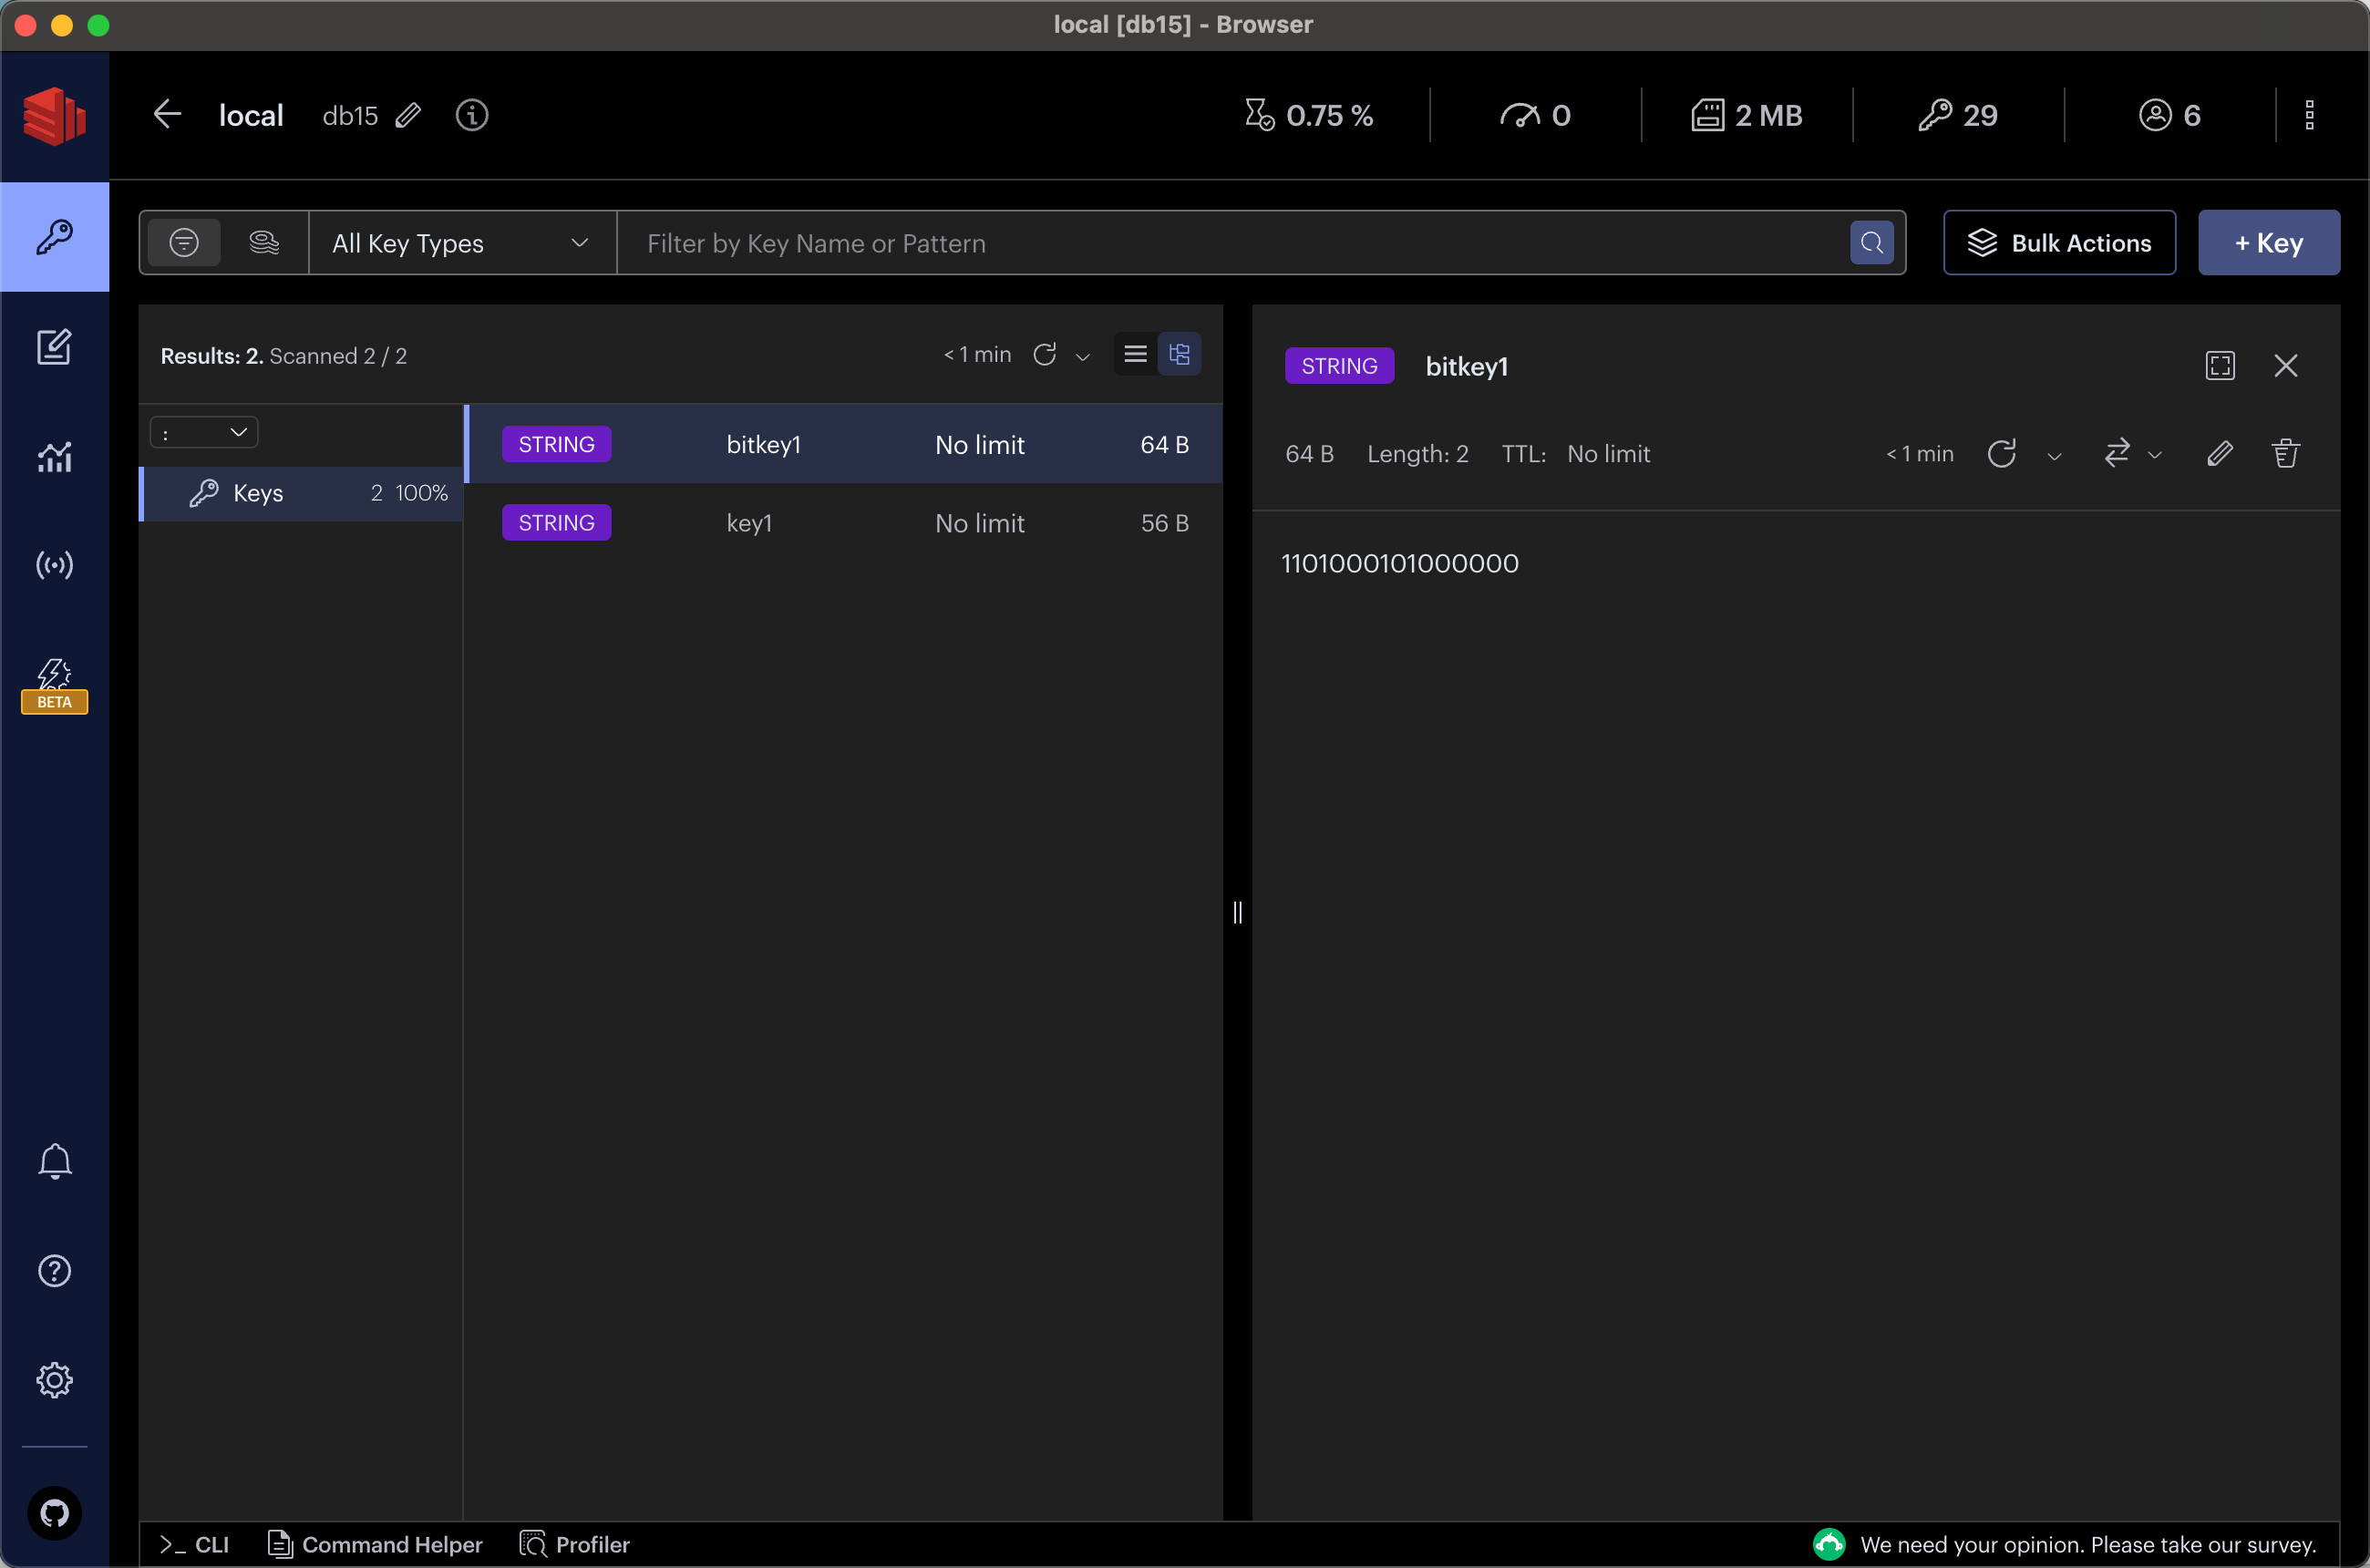 local [db15] - Browser
local db15 0.75 % 0 2 MB 29 6
All Key Types Filter by Key Name or Pattern Bulk Actions + Key
Results: 2. Scanned 2 / 2 < 1 min
:
Keys 2 100%
STRING bitkey1 No limit 64 B
STRING key1 No limit 56 B
STRING bitkey1
64 B Length: 2 TTL: No limit < 1 min
1101000101000000
BETA
>_ CLI Command Helper Profiler We need your opinion. Please take our survey.